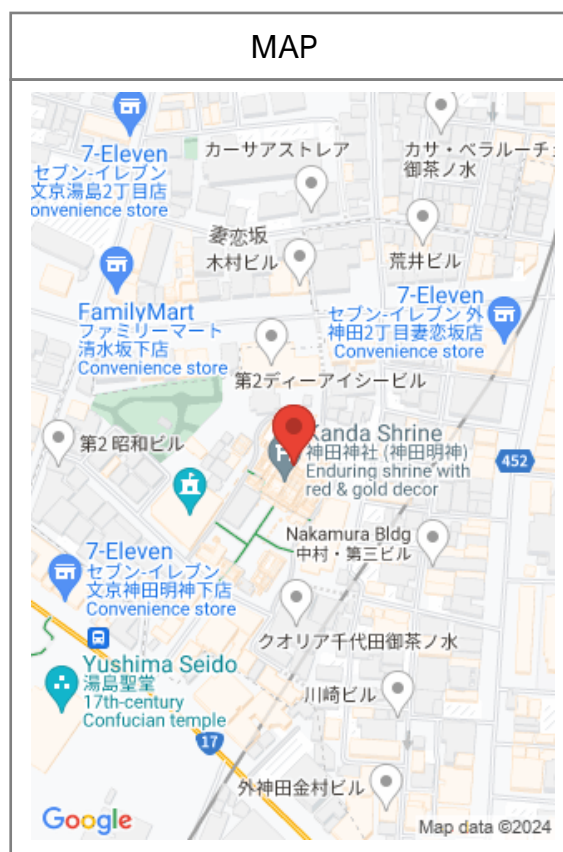 MAP
7-Eleven
セブン-イレブン
文京湯島2丁目店
onvenience store
カーサアストレア
カサ・ベラルーチェ
御茶ノ水
妻恋坂
木村ビル
荒井ビル
FamilyMart
ファミリーマート
清水坂下店
Convenience store
7-Eleven
セブン-イレブン 外
神田2丁目妻恋坂店
Convenience store
第2ディーアイシービル
第2 昭和ビル
Kanda Shrine
神田神社 (神田明神)
Enduring shrine with
red & gold decor
452
Nakamura Bldg
中村・第三ビル
7-Eleven
セブン-イレブン
文京神田明神下店
Convenience store
クオリア千代田御茶ノ水
Yushima Seido
湯島聖堂
17th-century
Confucian temple
川崎ビル
17
外神田金村ビル
Google
Map data ©2024